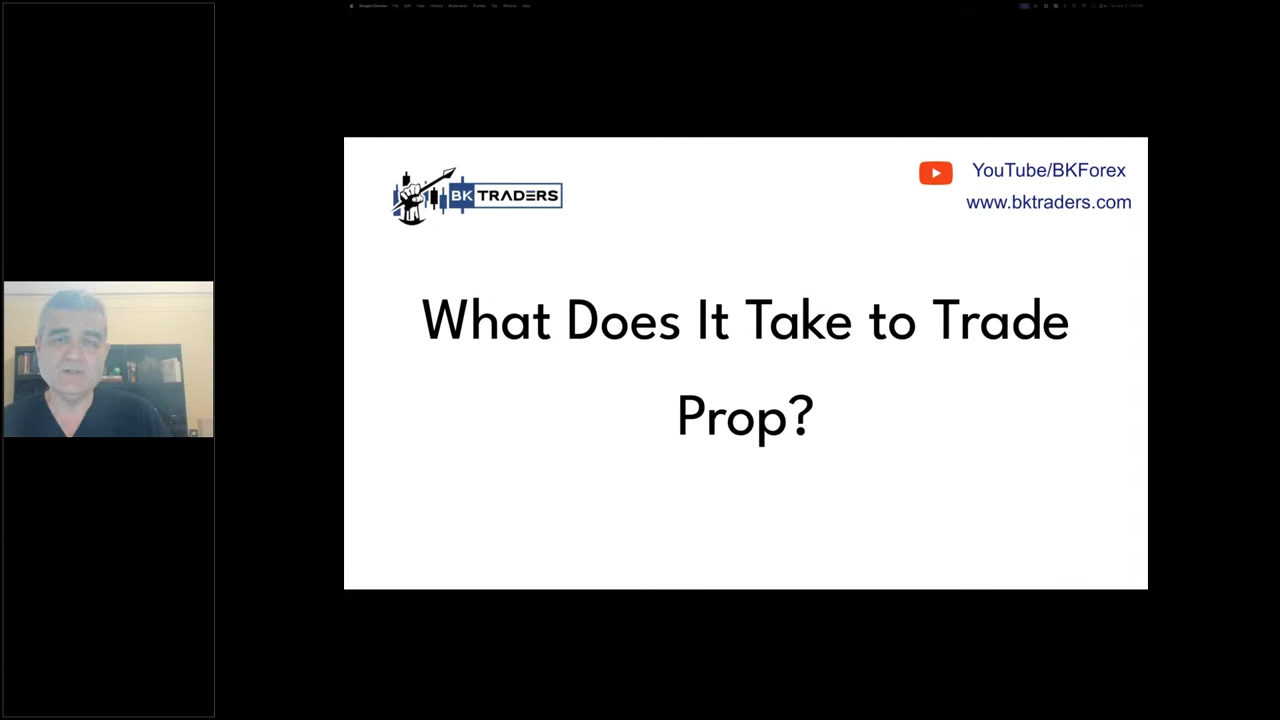 BK TRADERS
YouTube/BKForex
www.bktraders.com
What Does It Take to Trade
Prop?